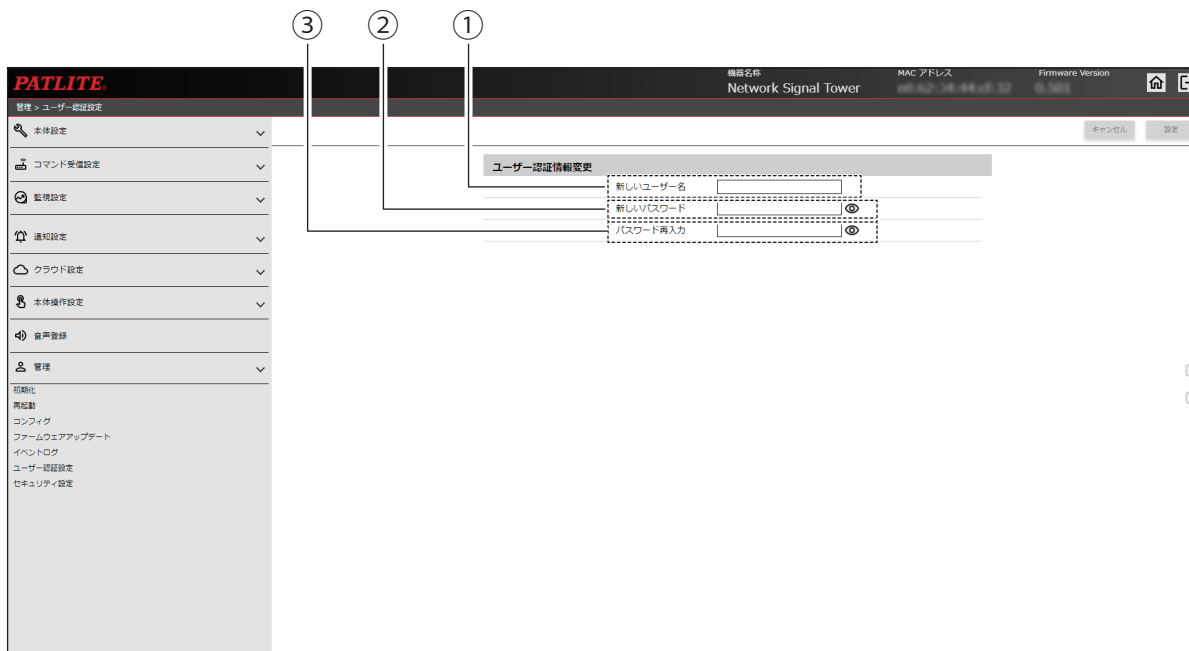 ③ ② ①
PATLITE
機器名称 MAC アドレス Firmware Version
Network Signal Tower
管理 > ユーザー認証設定
キャンセル 設定
本体設定
コマンド受信設定
監視設定
通知設定
クラウド設定
本体操作設定
音声登録
管理
初期化
再起動
コンフィグ
ファームウェアアップデート
イベントログ
ユーザー認証設定
セキュリティ設定
ユーザー認証情報変更
新しいユーザー名
新しいパスワード
パスワード再入力